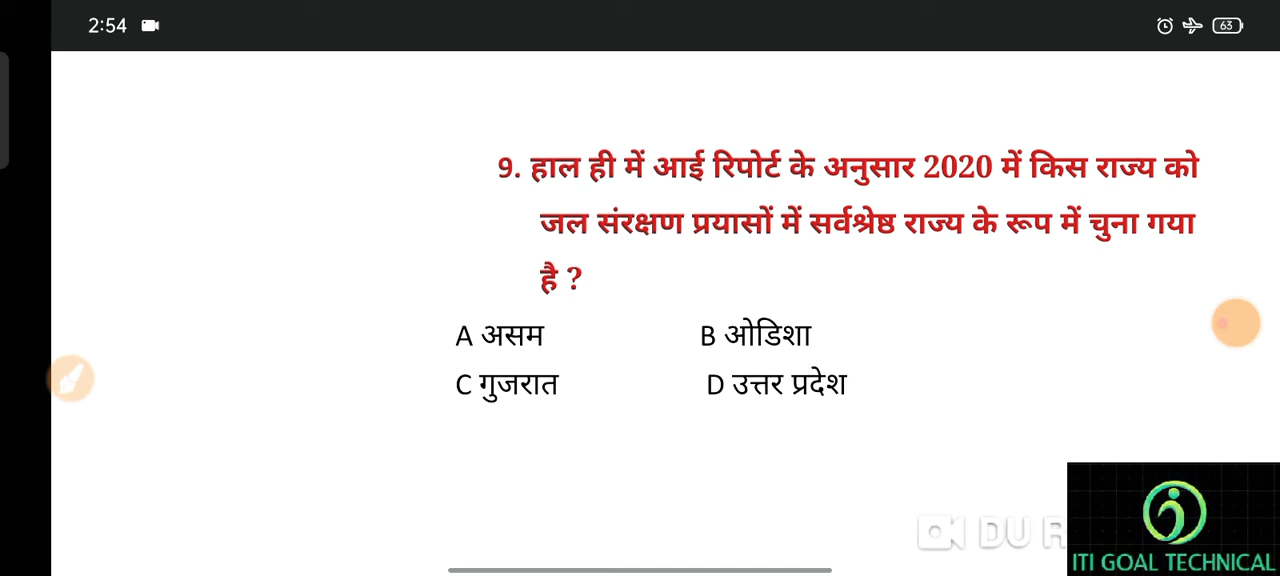 2:54
63
9. हाल ही में आई रिपोर्ट के अनुसार 2020 में किस राज्य को
जल संरक्षण प्रयासों में सर्वश्रेष्ठ राज्य के रूप में चुना गया
है ?
A असम B ओडिशा
C गुजरात D उत्तर प्रदेश
DU R
ITI GOAL TECHNICAL